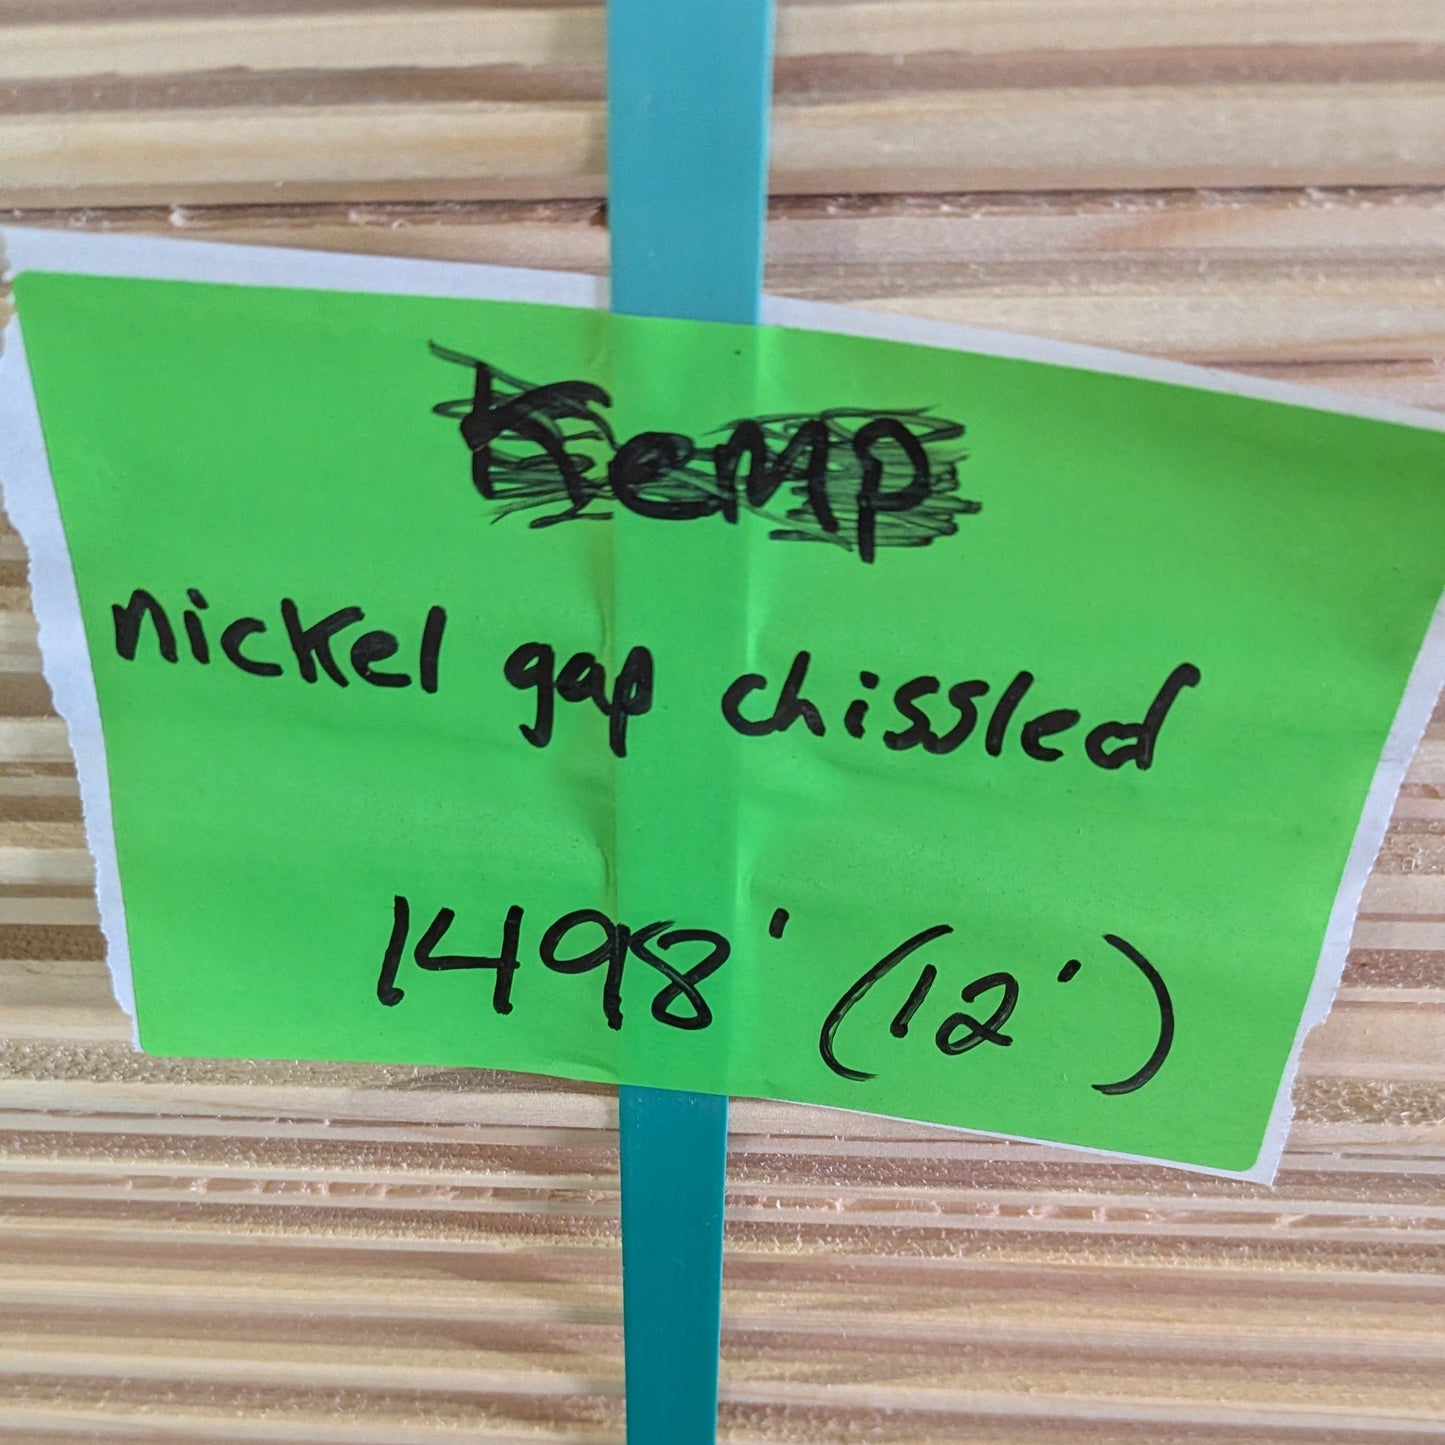 Kemp
nickel gap chissled
1498' (12')